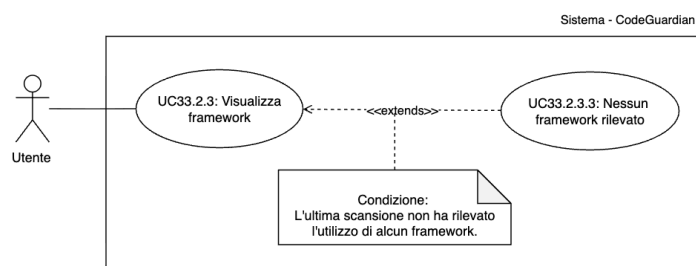 Sistema - CodeGuardian
UC33.2.3: Visualizza
framework
<<extends>>
UC33.2.3.3: Nessun
framework rilevato
Utente
Condizione:
L'ultima scansione non ha rilevato
l'utilizzo di alcun framework.